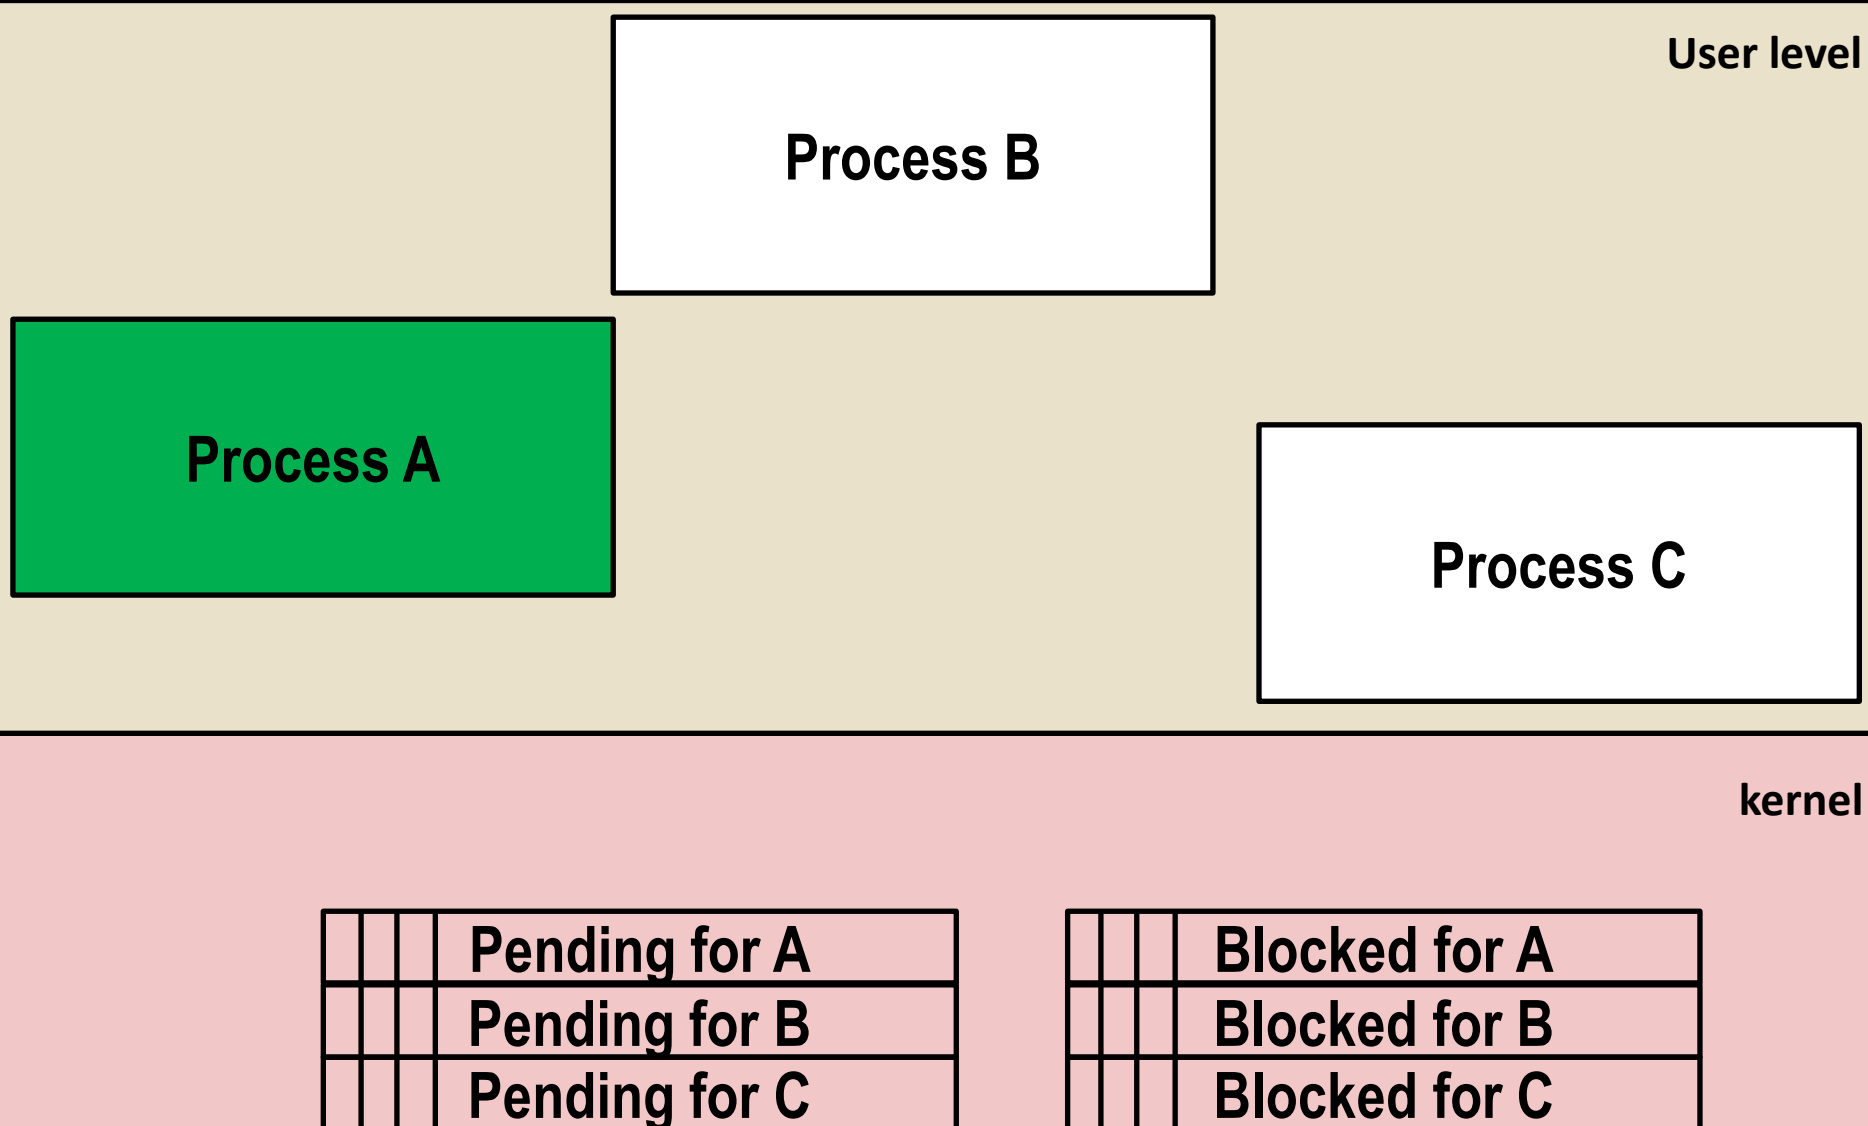 User level
Process B
Process A
Process C
kernel
Pending for A
Blocked for A
Pending for B
Blocked for B
Pending for C
Blocked for C